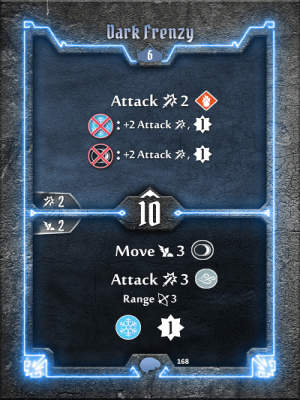 Dark Frenzy
6
Attack 2
: +2 Attack , 1
: +2 Attack , 1
2
10
2
Move 3
Attack 3
Range 3
1
168